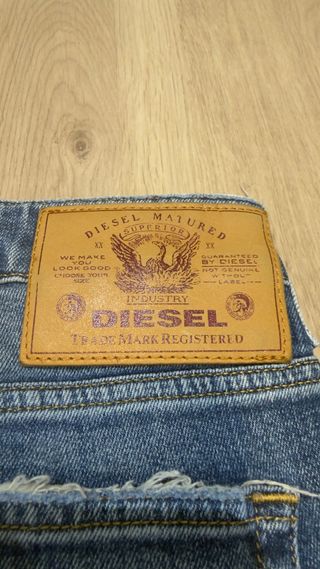 DIESEL MATURED
SUPERIOR
XX XX
WE MAKE
YOU
LOOK GOOD
CHOOSE YOUR
SIZE
GUARANTEED
BY DIESEL
NOT GENUINE
WITHOUT
LABEL
INDUSTRY
DIESEL
TRADE MARK REGISTERED